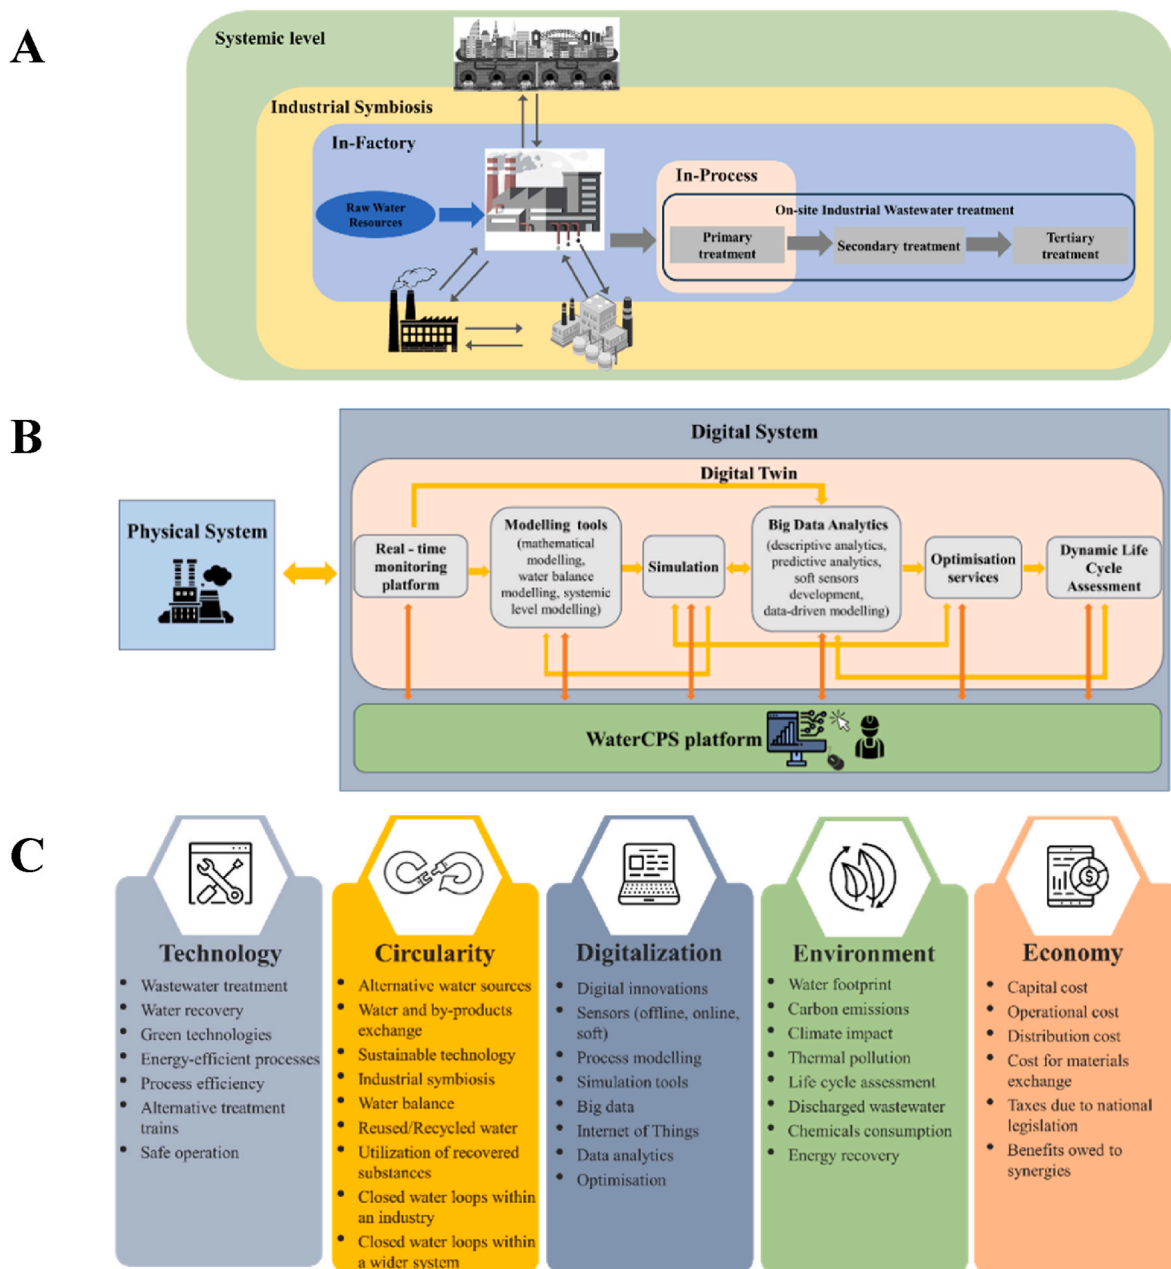 A
Systemic level
Industrial Symbiosis
In-Factory
Raw Water
Resources
In-Process
On-site Industrial Wastewater treatment
Primary
treatment
Secondary treatment
Tertiary
treatment
B
Digital System
Digital Twin
Physical System
Real - time
monitoring
platform
Modelling tools
(mathematical
modelling,
water balance
modelling, systemic
level modelling)
Simulation
Big Data Analytics
(descriptive analytics,
predictive analytics,
soft sensors
development,
data-driven modelling)
Optimisation
services
Dynamic Life
Cycle
Assessment
WaterCPS platform
C
Technology
• Wastewater treatment
• Water recovery
• Green technologies
• Energy-efficient processes
• Process efficiency
• Alternative treatment
trains
• Safe operation
Circularity
• Alternative water sources
• Water and by-products
exchange
• Sustainable technology
• Industrial symbiosis
• Water balance
• Reused/Recycled water
• Utilization of recovered
substances
• Closed water loops within
an industry
• Closed water loops within
a wider system
Digitalization
• Digital innovations
• Sensors (offline, online,
soft)
• Process modelling
• Simulation tools
• Big data
• Internet of Things
• Data analytics
• Optimisation
Environment
• Water footprint
• Carbon emissions
• Climate impact
• Thermal pollution
• Life cycle assessment
• Discharged wastewater
• Chemicals consumption
• Energy recovery
$
Economy
• Capital cost
• Operational cost
• Distribution cost
• Cost for materials
exchange
• Taxes due to national
legislation
• Benefits owed to
synergies